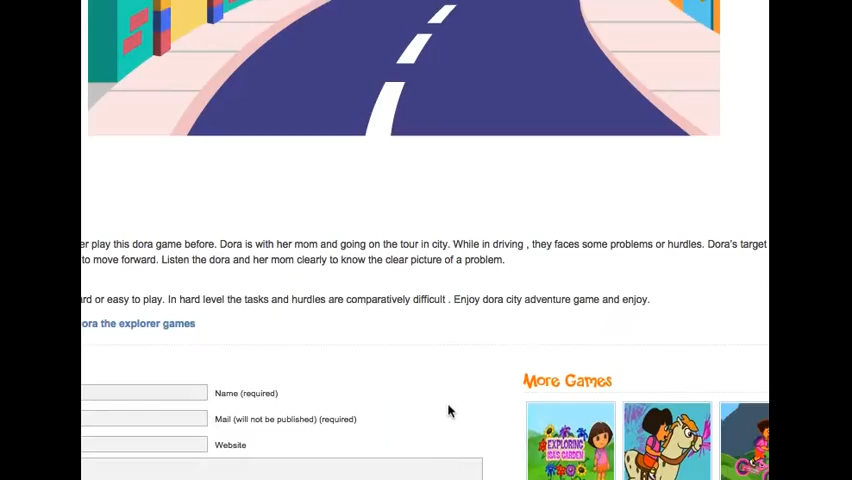 er play this dora game before. Dora is with her mom and going on the tour in city. While in driving , they faces some problems or hurdles. Dora's target
to move forward. Listen the dora and her mom clearly to know the clear picture of a problem.
ard or easy to play. In hard level the tasks and hurdles are comparatively difficult . Enjoy dora city adventure game and enjoy.
ora the explorer games
Name (required)
Mail (will not be published) (required)
Website
More Games
EXPLORING
ISA'S GARDEN